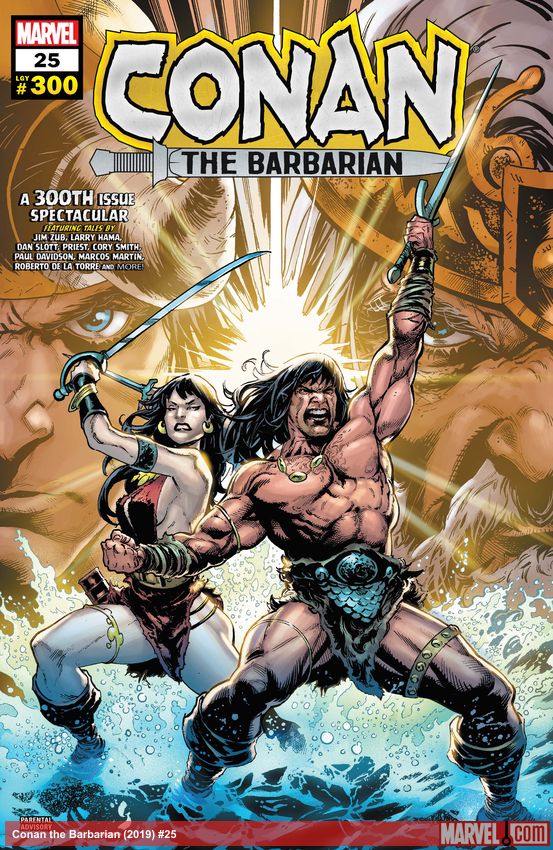 MARVEL
25
LGY
# 300
CONAN
THE BARBARIAN
A 300TH ISSUE
SPECTACULAR
FEATURING TALES BY
JIM ZUB, LARRY HAMA,
DAN SLOTT, PRIEST, CORY SMITH,
PAUL DAVIDSON, MARCOS MARTIN,
ROBERTO DE LA TORRE AND MORE!
PARENTAL
ADVISORY
Conan the Barbarian (2019) #25
MARVEL.com